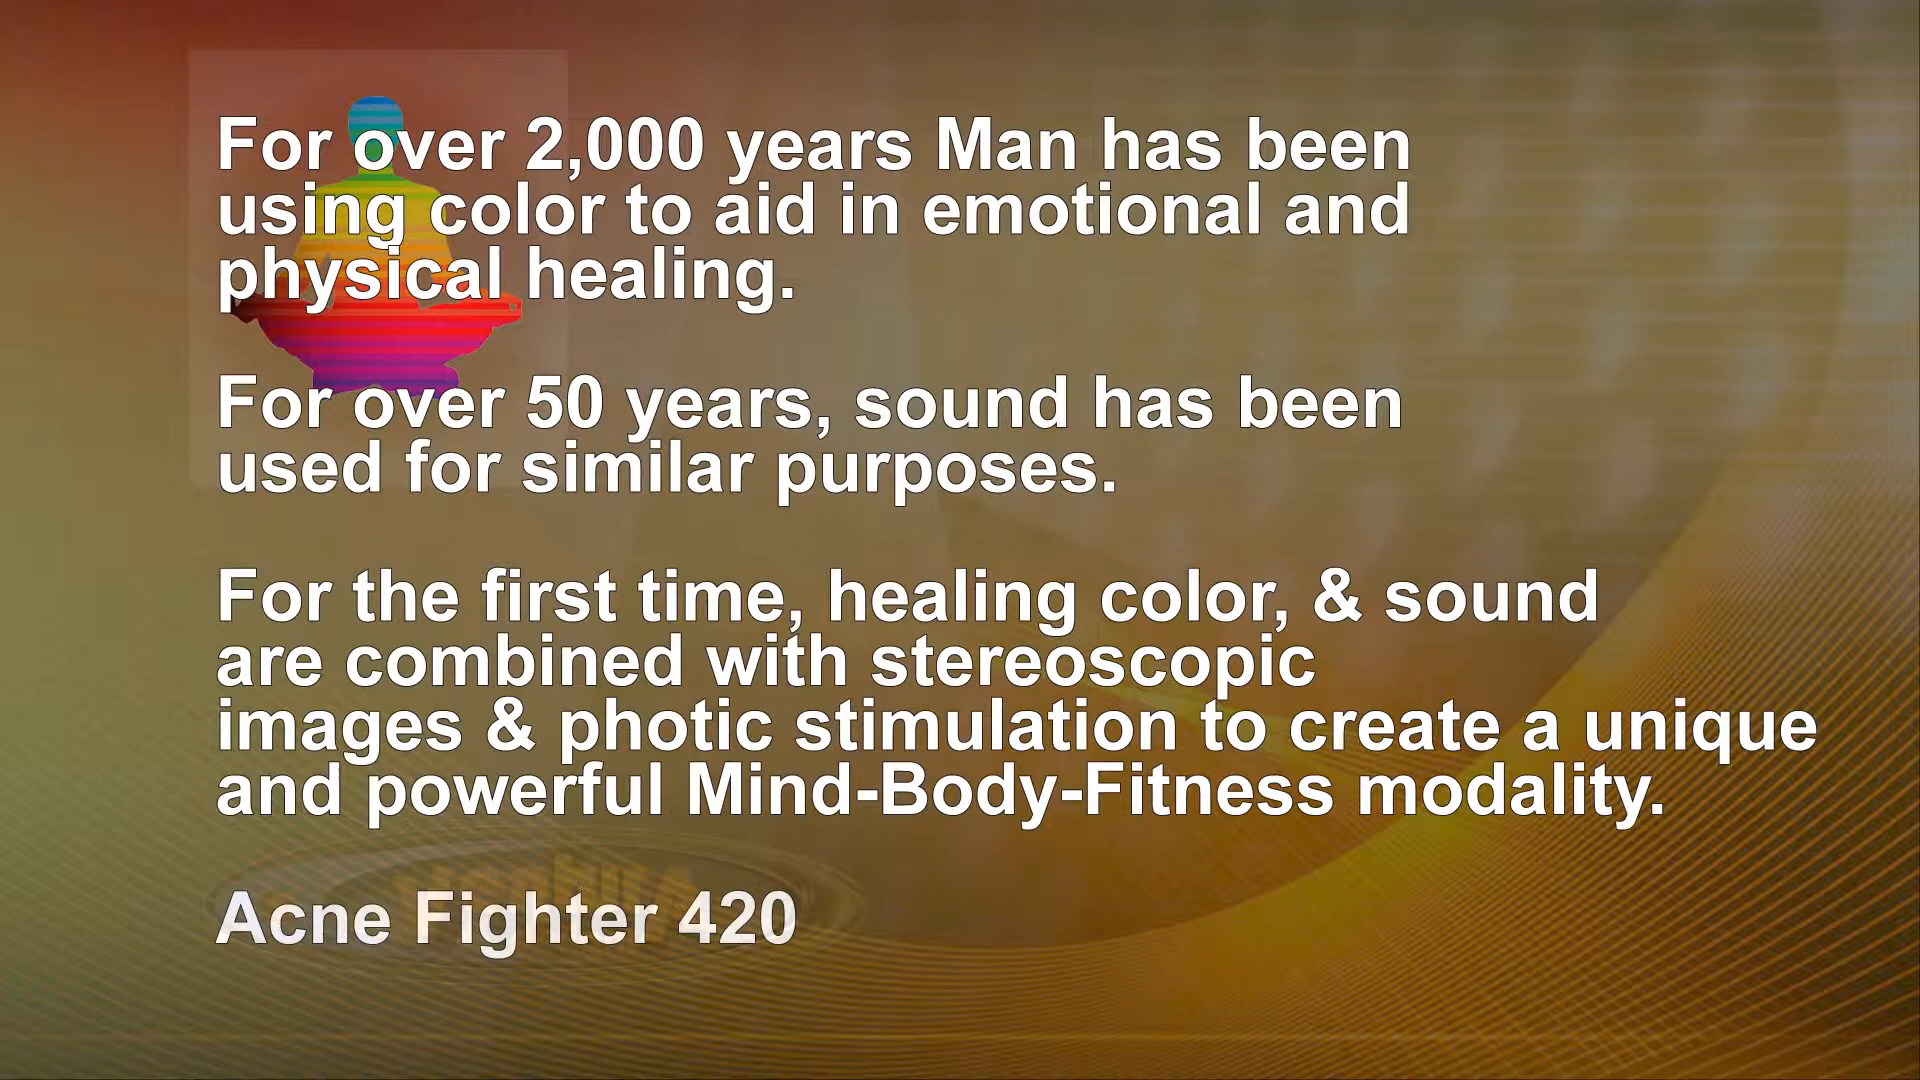 For over 2,000 years Man has been
using color to aid in emotional and
physical healing.
For over 50 years, sound has been
used for similar purposes.
For the first time, healing color, & sound
are combined with stereoscopic
images & photic stimulation to create a unique
and powerful Mind-Body-Fitness modality.
Acne Fighter 420